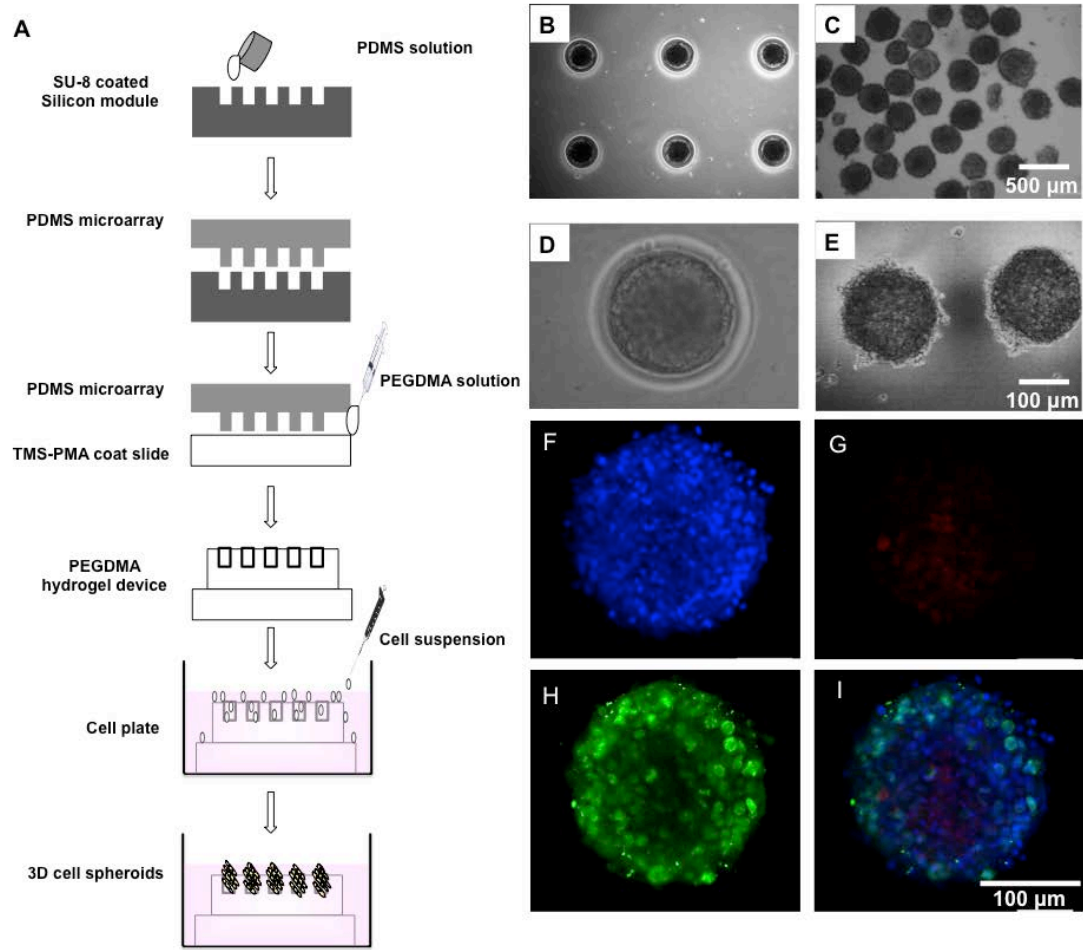 A
PDMS solution
SU-8 coated
Silicon module
PDMS microarray
PDMS microarray
PEGDMA solution
TMS-PMA coat slide
PEGDMA
hydrogel device
Cell suspension
Cell plate
3D cell spheroids
B
C
500 µm
D
E
100 µm
F
G
H
I
100 µm